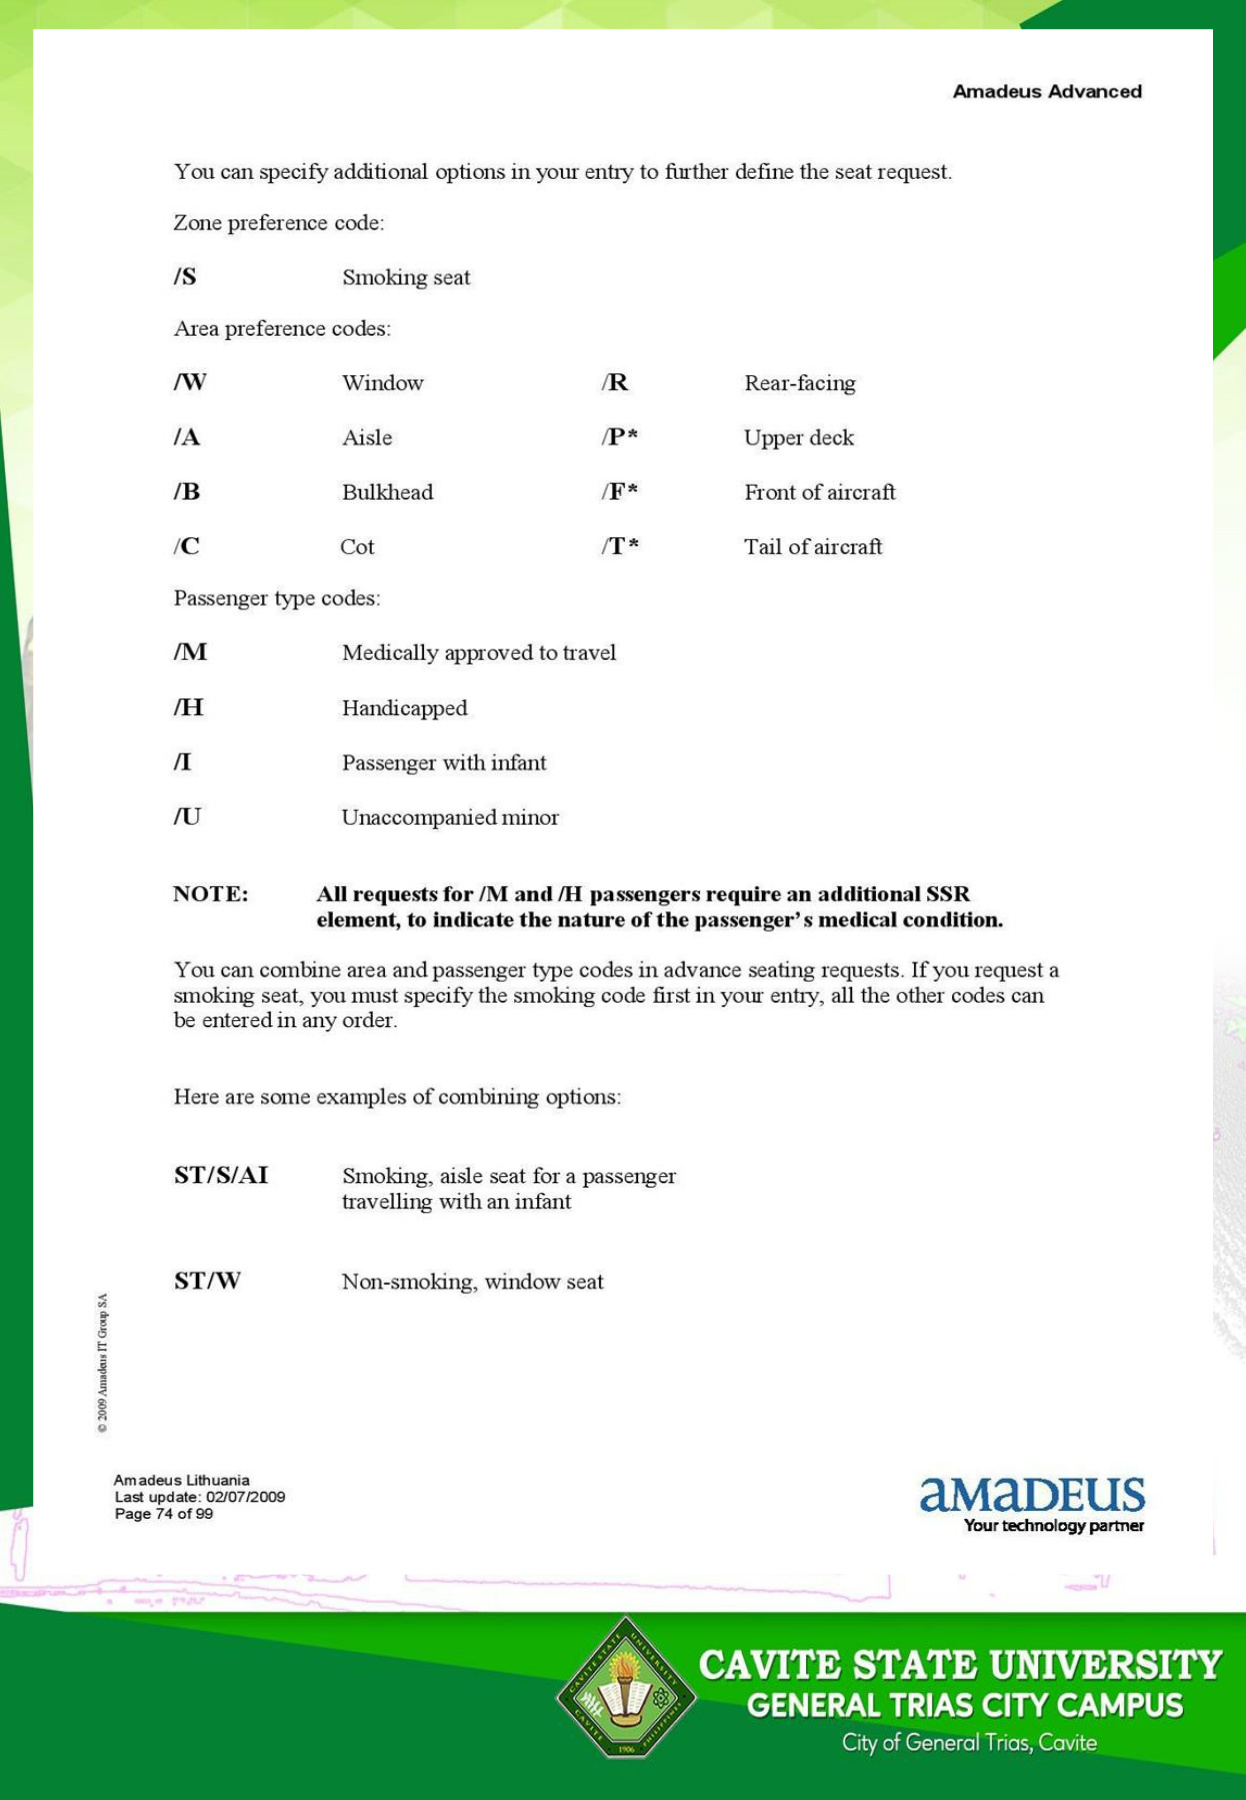 Amadeus Advanced
You can specify additional options in your entry to further define the seat request.
Zone preference code:
/S Smoking seat
Area preference codes:
/W Window /R Rear-facing
/A Aisle /P* Upper deck
/B Bulkhead /F* Front of aircraft
/C Cot /T* Tail of aircraft
Passenger type codes:
/M Medically approved to travel
/H Handicapped
/I Passenger with infant
/U Unaccompanied minor
NOTE: All requests for /M and /H passengers require an additional SSR
element, to indicate the nature of the passenger's medical condition.
You can combine area and passenger type codes in advance seating requests. If you request a
smoking seat, you must specify the smoking code first in your entry, all the other codes can
be entered in any order.
Here are some examples of combining options:
ST/S/AI Smoking, aisle seat for a passenger
travelling with an infant
ST/W Non-smoking, window seat
© 2009 Amadeus IT Group SA
Amadeus Lithuania
Last update: 02/07/2009
Page 74 of 99
aMaDEUS
Your technology partner
CAVITE STATE UNIVERSITY
CAVITE PHILIPPINES
1906
CAVITE STATE UNIVERSITY
GENERAL TRIAS CITY CAMPUS
City of General Trias, Cavite